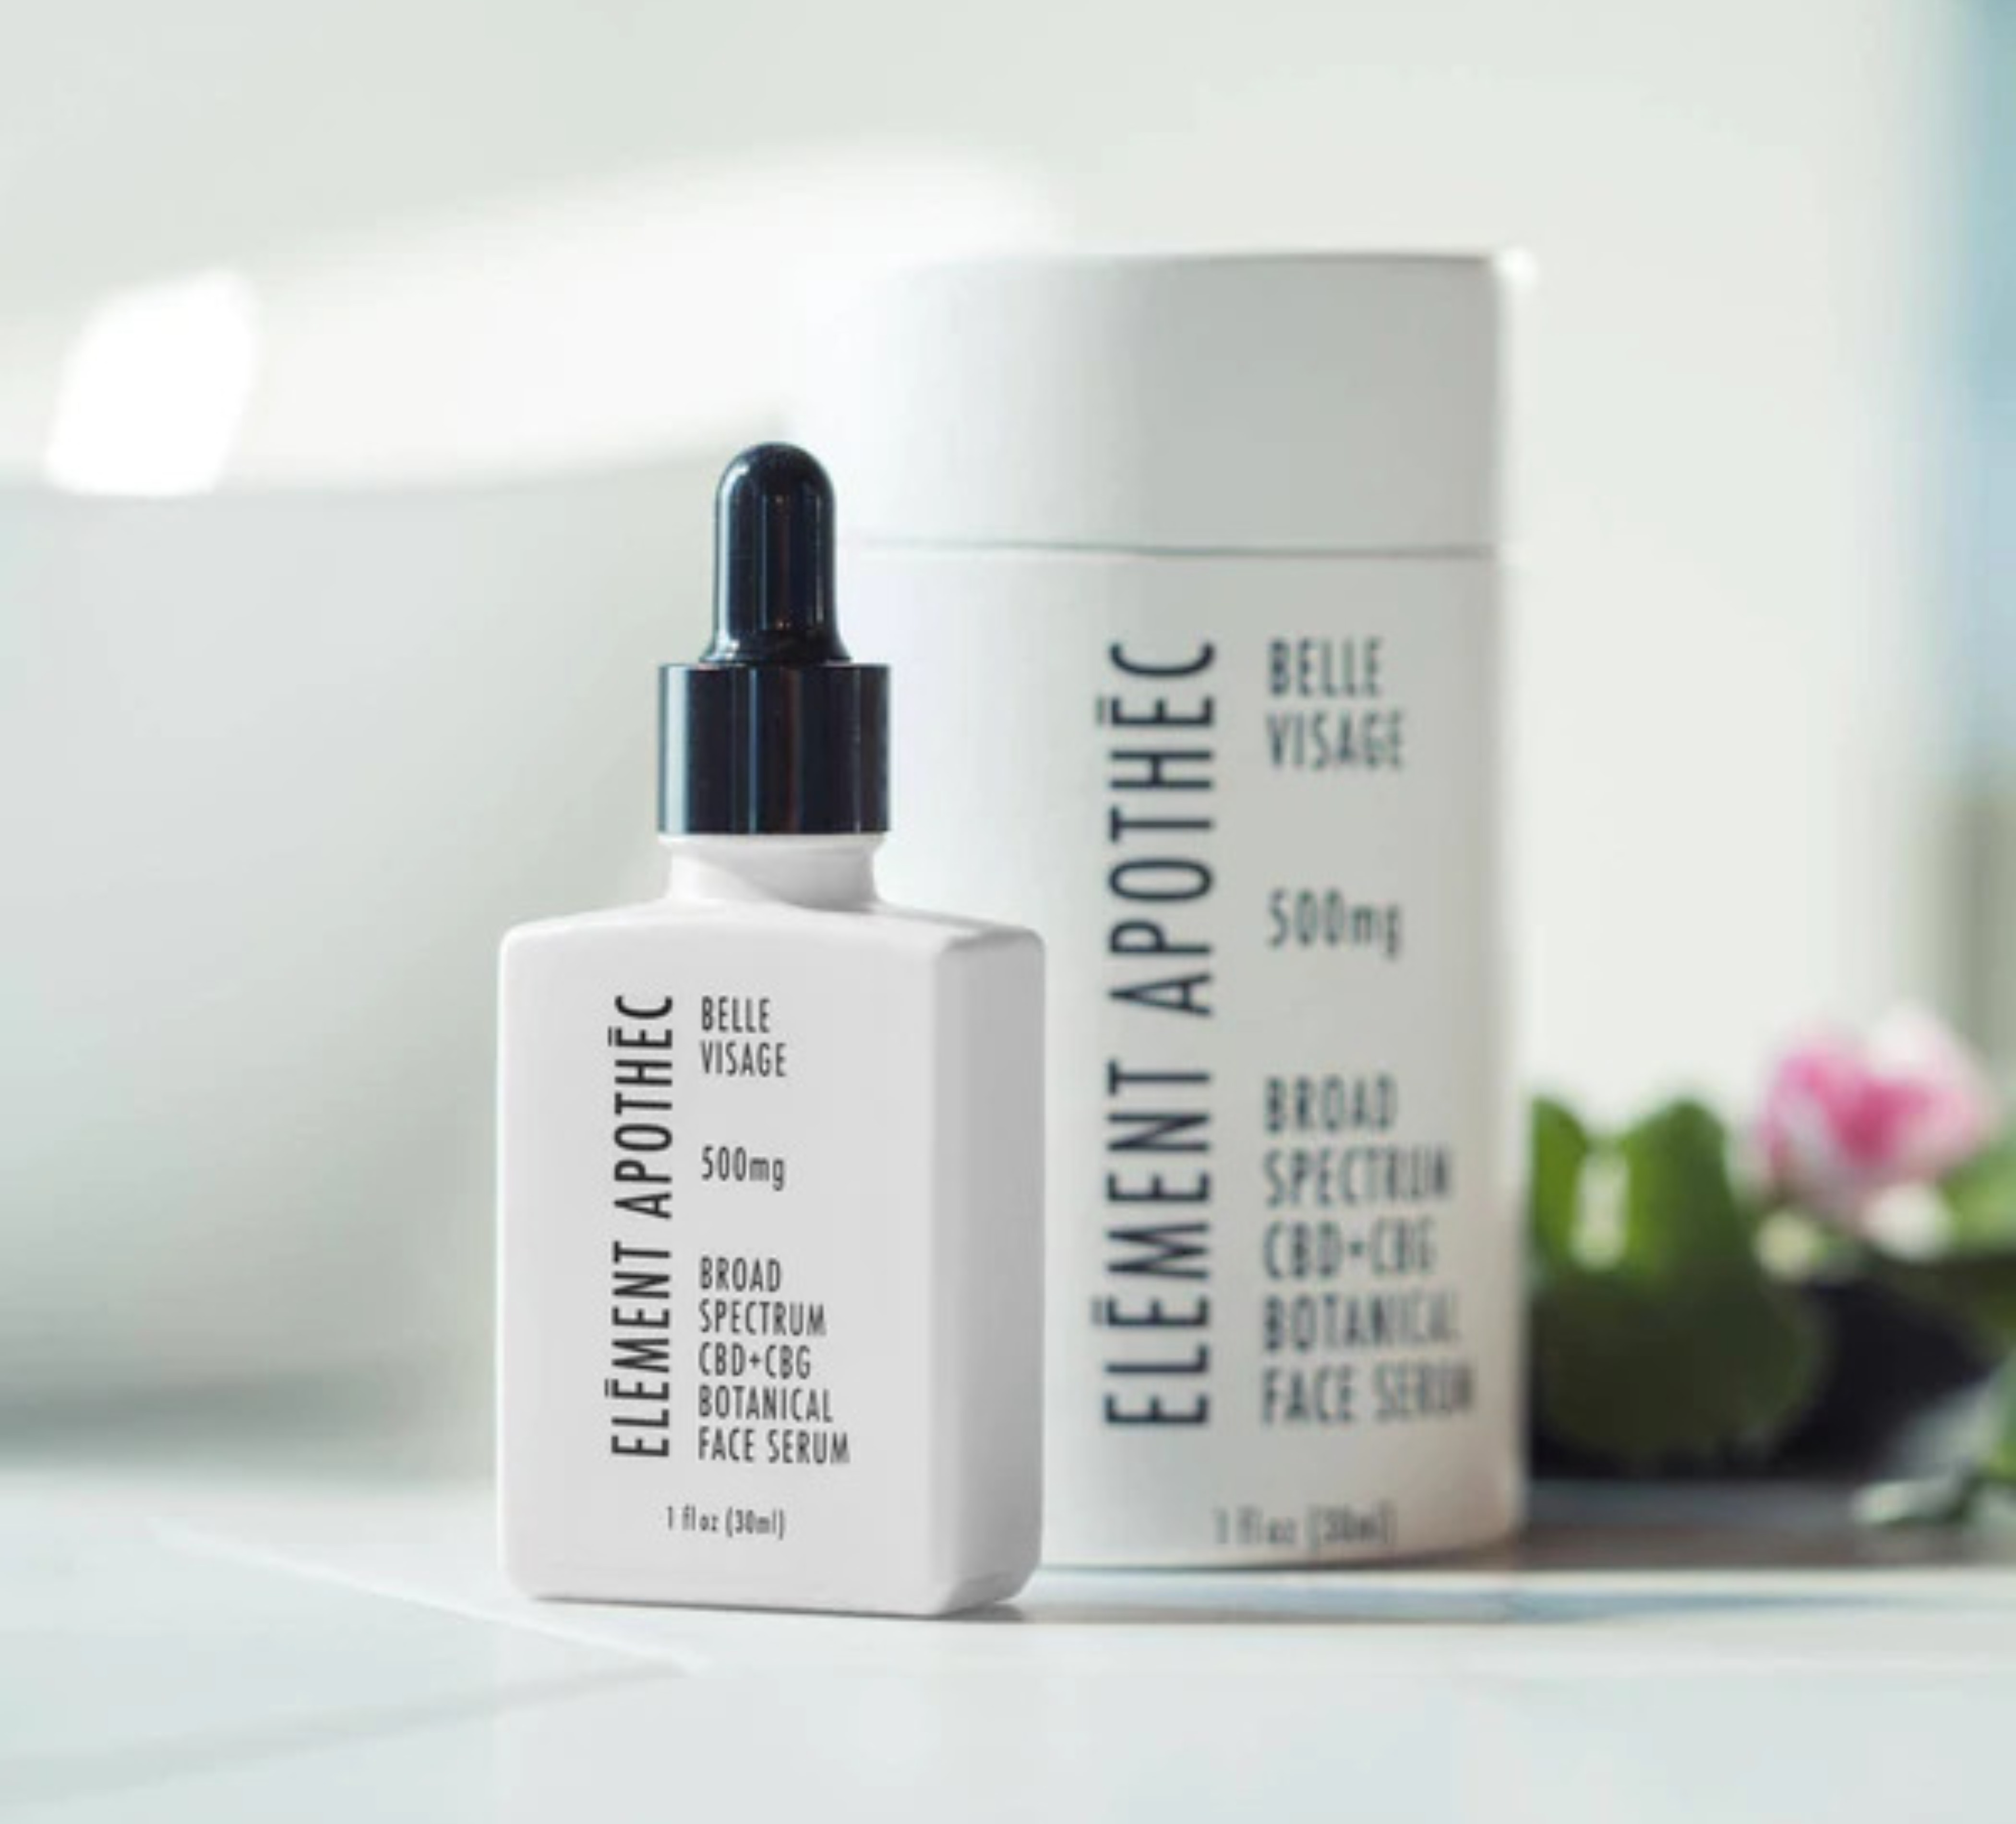 ELĒMENT APOTHĒC
BELLE
VISAGE
500mg
BROAD
SPECTRUM
CBD+CBG
BOTANICAL
FACE SERUM
1 fl oz (30ml)
ELĒMENT APOTHĒC
BELLE
VISAGE
500mg
BROAD
SPECTRUM
CBD+CBG
BOTANICAL
FACE SERUM
1 fl oz (30ml)